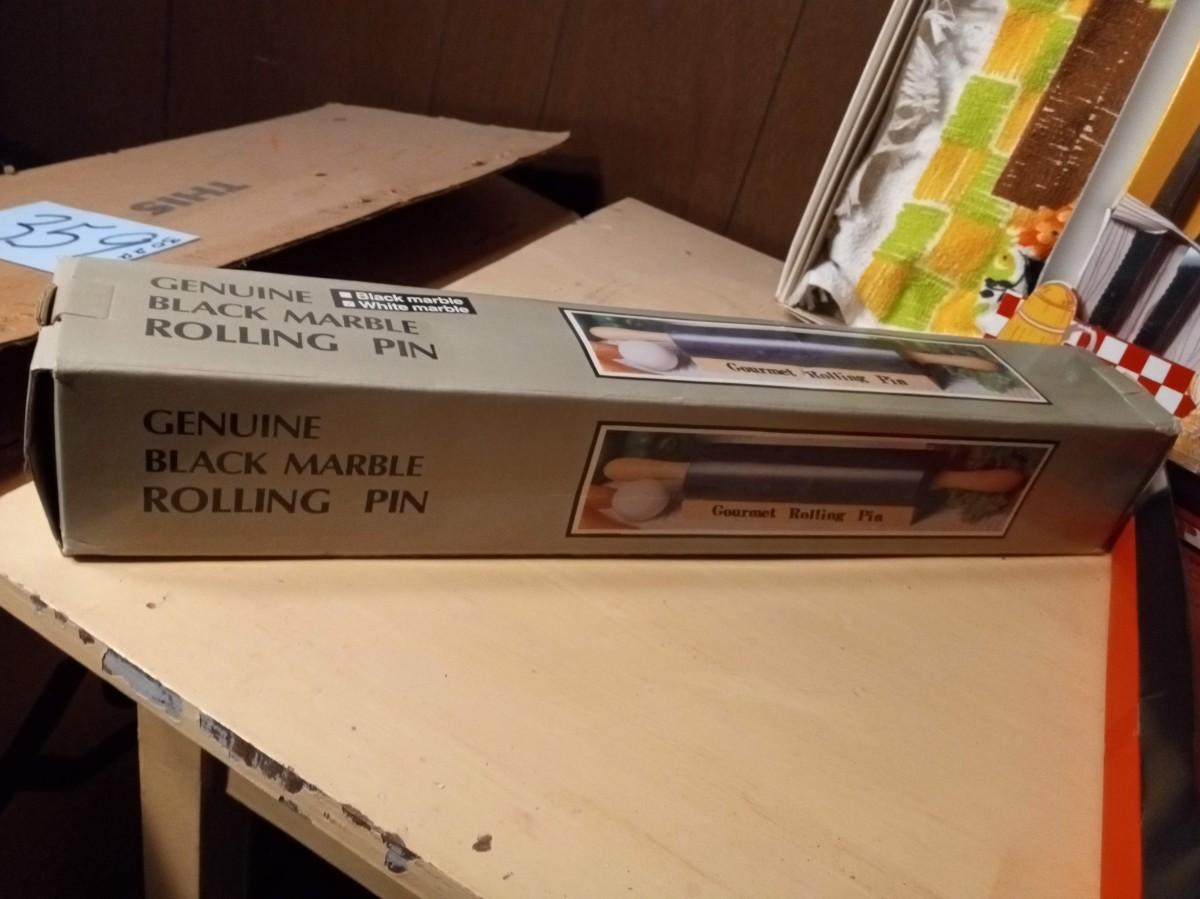 THIS
359
GENUINE
BLACK MARBLE
ROLLING PIN
Black marble
White marble
Gourmet Rolling Pin
GENUINE
BLACK MARBLE
ROLLING PIN
Gourmet Rolling Pin